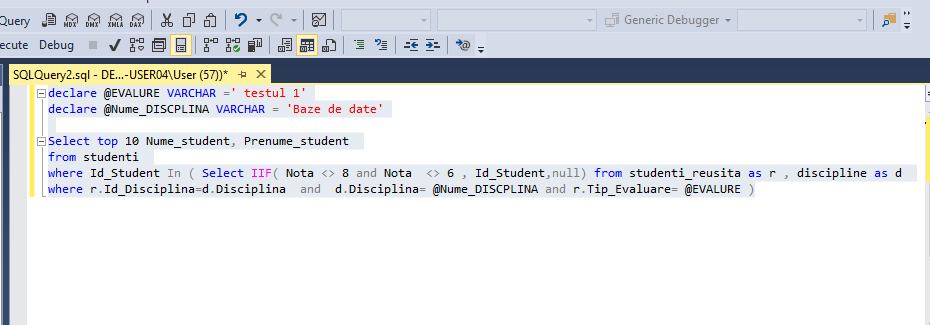 Query MDX DMX XMLA DAX Generic Debugger
ecute Debug
SQLQuery2.sql - DE...-USER04\User (57))*
declare @EVALURE VARCHAR =' testul 1'
declare @Nume_DISCPLINA VARCHAR = 'Baze de date'
Select top 10 Nume_student, Prenume_student
from studenti
where Id_Student In ( Select IIF( Nota <> 8 and Nota <> 6 , Id_Student,null) from studenti_reusita as r , discipline as d
where r.Id_Disciplina=d.Disciplina and d.Disciplina= @Nume_DISCPLINA and r.Tip_Evaluare= @EVALURE )